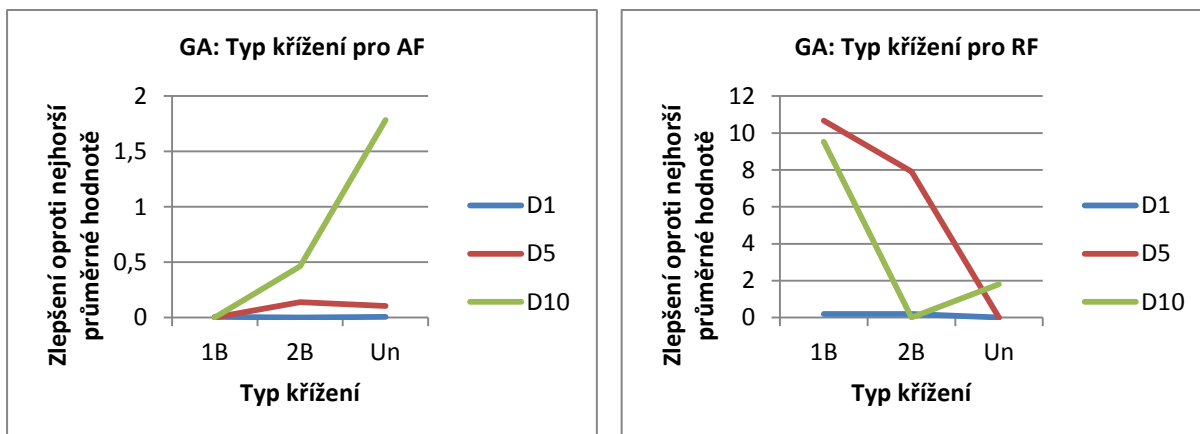 GA: Typ křížení pro AF
Zlepšení oproti nejhorší
průměrné hodnotě
2
1,5
1
0,5
0
1B
2B
Un
Typ křížení
D1
D5
D10
GA: Typ křížení pro RF
Zlepšení oproti nejhorší
průměrné hodnotě
12
10
8
6
4
2
0
1B
2B
Un
Typ křížení
D1
D5
D10